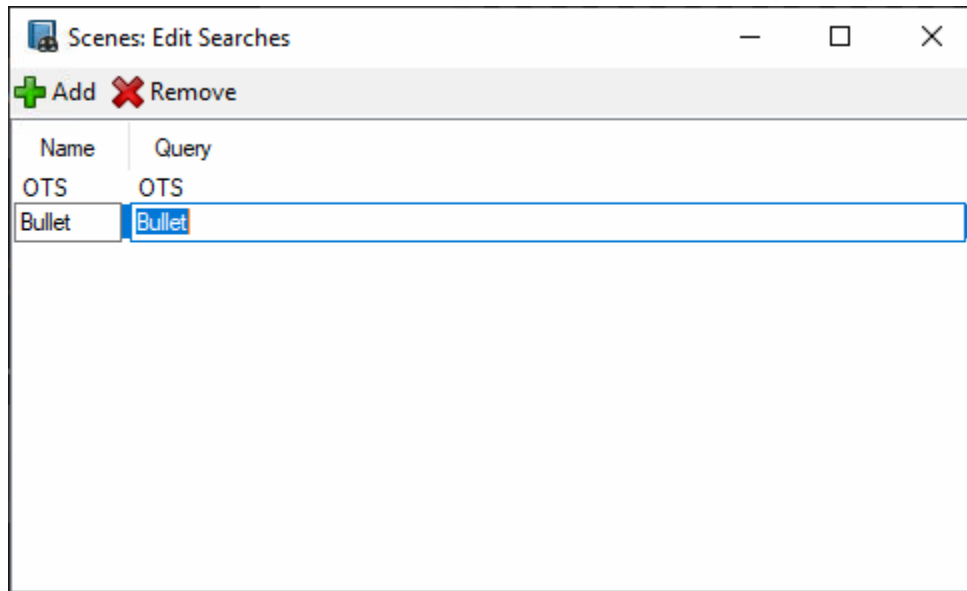 Scenes: Edit Searches
Add Remove
Name Query
OTS OTS
Bullet Bullet